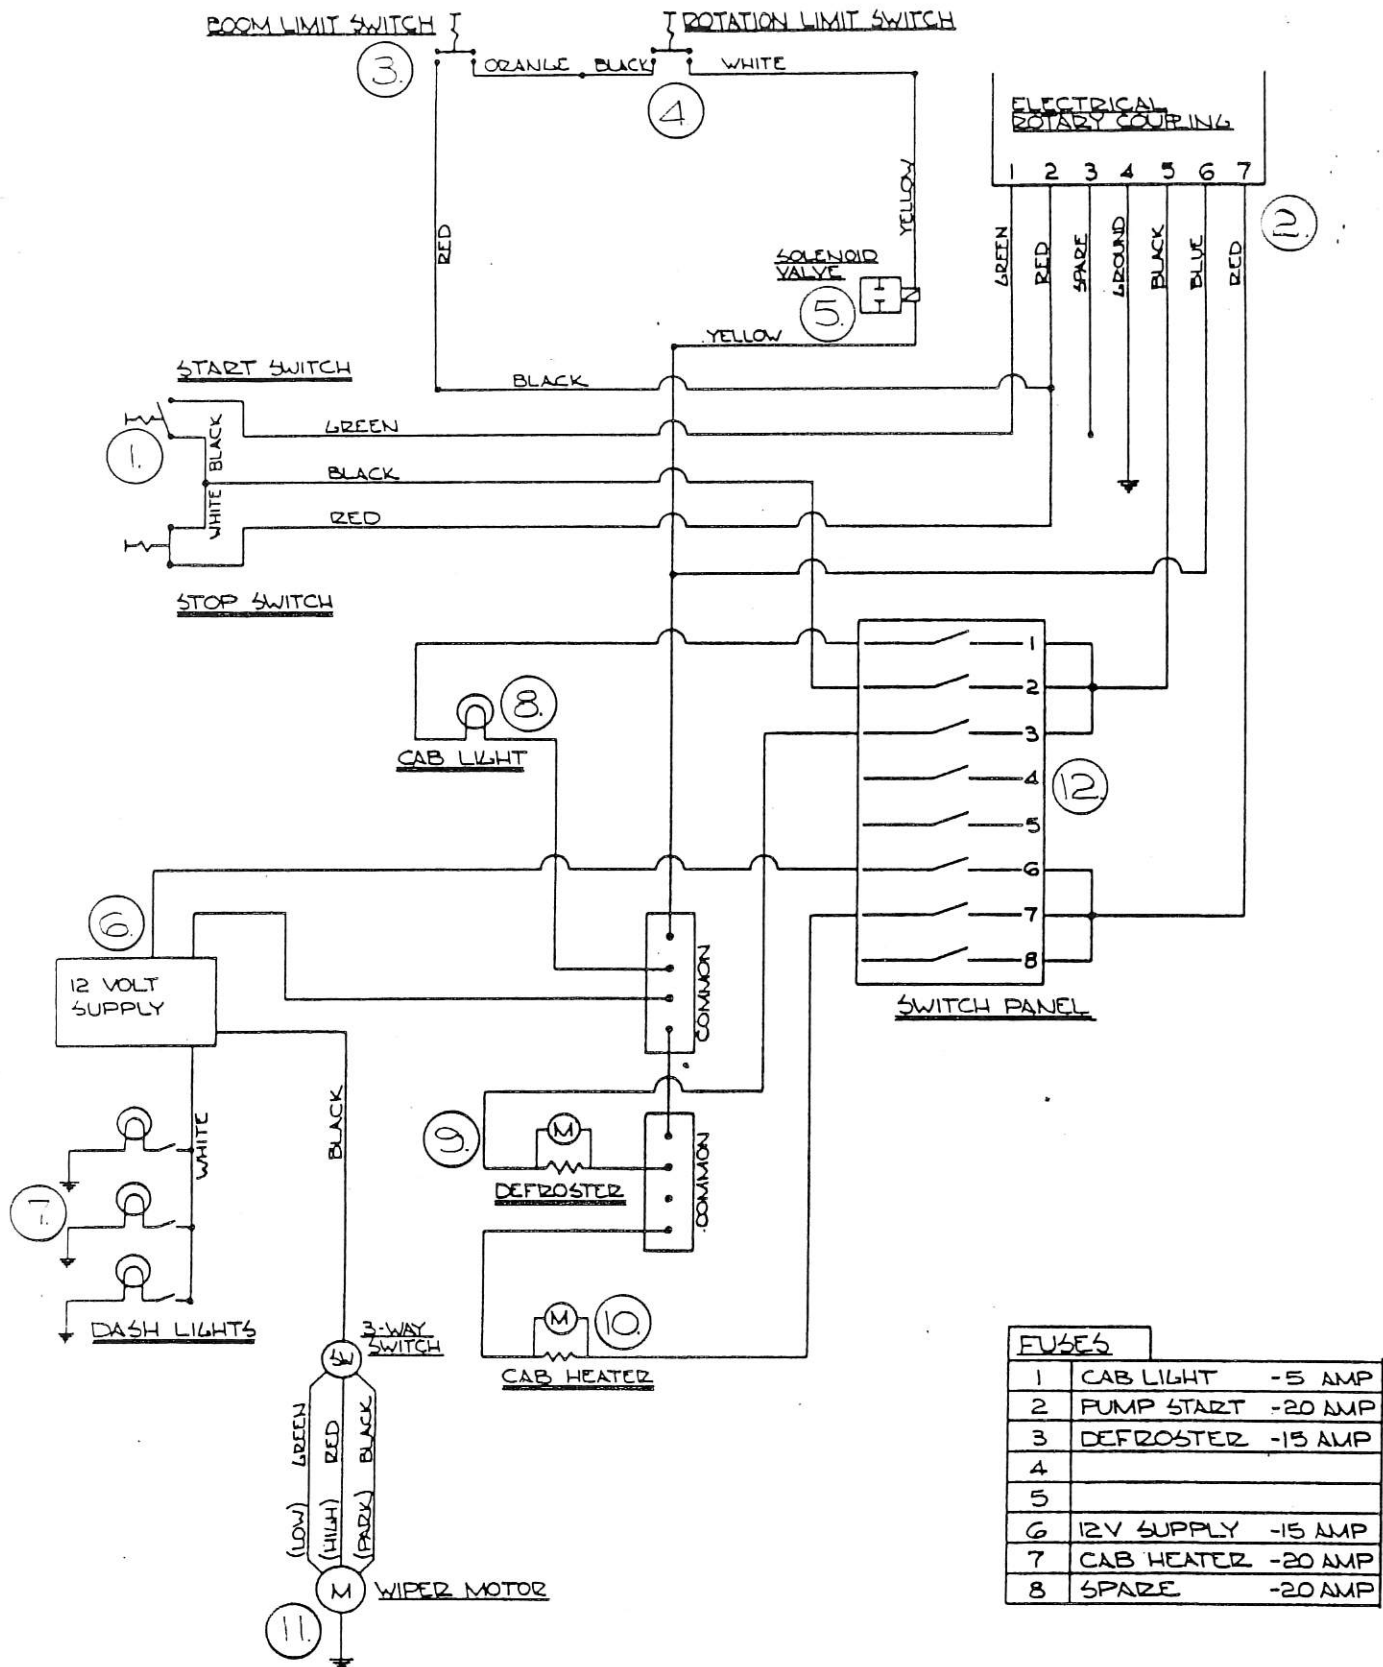 BOOM LIMIT SWITCH
ROTATION LIMIT SWITCH
3.
ORANGE
BLACK
WHITE
4
ELECTRICAL
ROTARY COUPLING
1 2 3 4 5 6 7
2.
RED
YELLOW
GREEN
RED
SPARE
GROUND
BLACK
BLUE
RED
SOLENOID
VALVE
5.
YELLOW
START SWITCH
BLACK
1.
BLACK
GREEN
BLACK
WHITE
RED
STOP SWITCH
1
2
3
4
5
6
7
8
12.
SWITCH PANEL
8.
CAB LIGHT
6.
12 VOLT
SUPPLY
COMMON
WHITE
BLACK
7.
DASH LIGHTS
9.
M
DEFROSTER
COMMON
M
10.
CAB HEATER
3-WAY
SWITCH
SW
GREEN
RED
BLACK
(LOW)
(HIGH)
(PARK)
M
WIPER MOTOR
11.
FUSES
1 CAB LIGHT -5 AMP
2 PUMP START -20 AMP
3 DEFROSTER -15 AMP
4
5
6 12V SUPPLY -15 AMP
7 CAB HEATER -20 AMP
8 SPARE -20 AMP